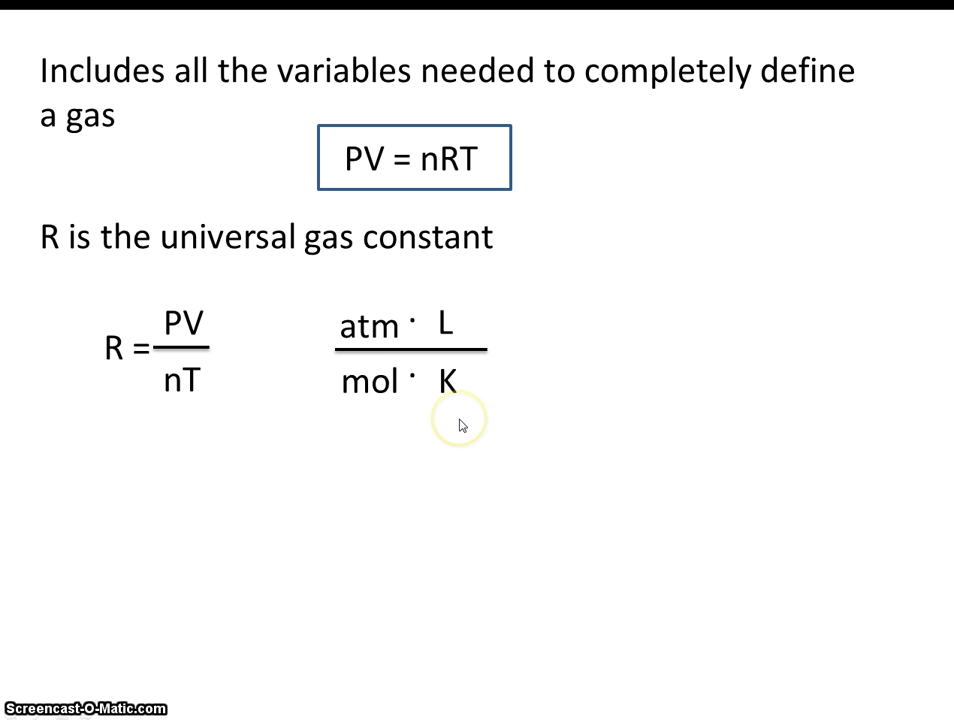 Includes all the variables needed to completely define
a gas
PV = nRT
R is the universal gas constant
R = PV
nT
atm · L
mol · K
Screencast-O-Matic.com